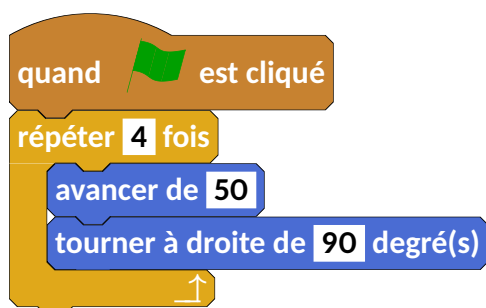 quand est cliqué
répéter 4 fois
avancer de 50
tourner à droite de 90 degré(s)